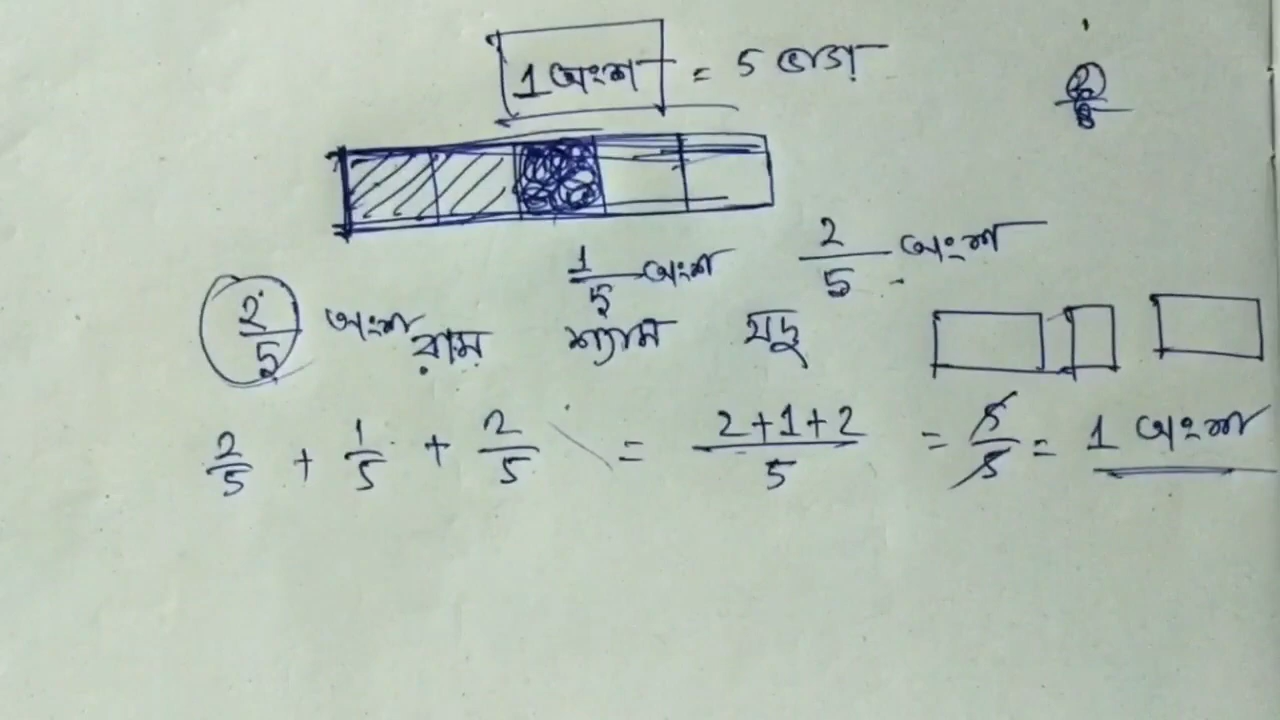 1 অংশ = 5
1/5 অংশ 2/5 অংশ
2/5 অংশ রাম শ্যাম যদু
2/5 + 1/5 + 2/5 = 2+1+2/5 = 5/5 = 1 অংশ